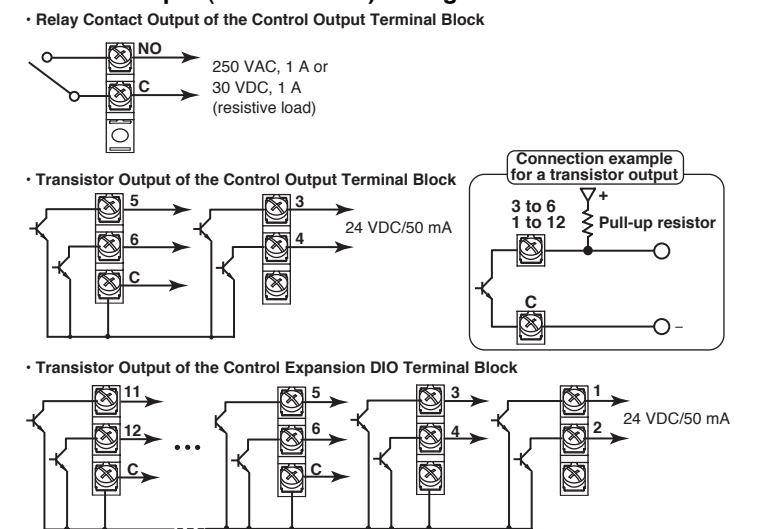 · Relay Contact Output of the Control Output Terminal Block
NO
C
250 VAC, 1 A or
30 VDC, 1 A
(resistive load)
· Transistor Output of the Control Output Terminal Block
5
6
C
3
4
24 VDC/50 mA
Connection example
for a transistor output
+
3 to 6
1 to 12
Pull-up resistor
C
–
· Transistor Output of the Control Expansion DIO Terminal Block
11
12
C
...
5
6
C
3
4
1
2
24 VDC/50 mA